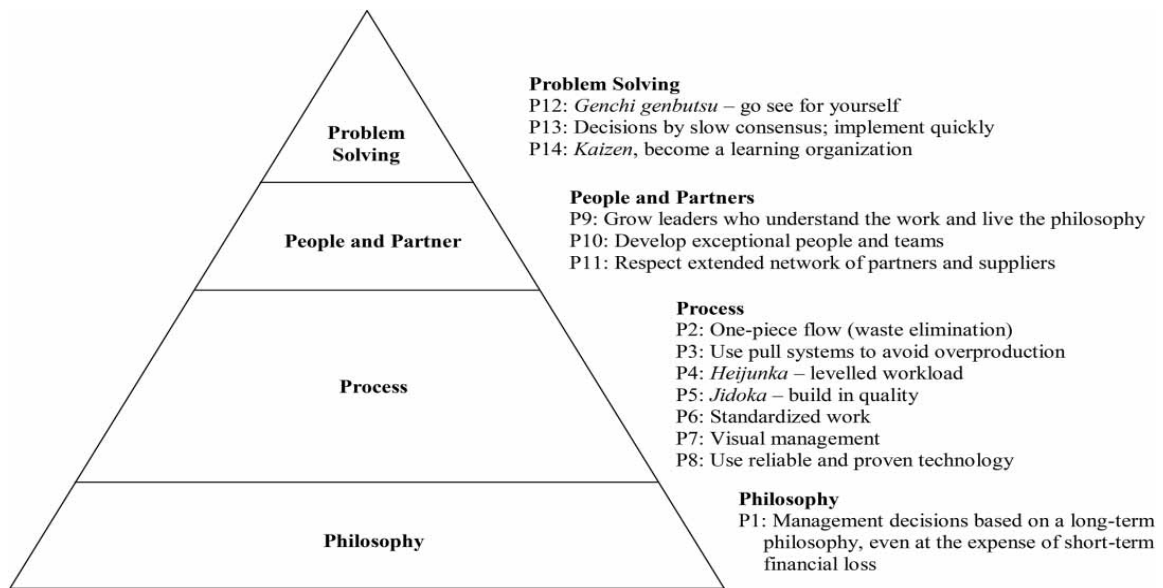 Problem
Solving
People and Partner
Process
Philosophy
Problem Solving
P12: Genchi genbutsu – go see for yourself
P13: Decisions by slow consensus; implement quickly
P14: Kaizen, become a learning organization
People and Partners
P9: Grow leaders who understand the work and live the philosophy
P10: Develop exceptional people and teams
P11: Respect extended network of partners and suppliers
Process
P2: One-piece flow (waste elimination)
P3: Use pull systems to avoid overproduction
P4: Heijunka – levelled workload
P5: Jidoka – build in quality
P6: Standardized work
P7: Visual management
P8: Use reliable and proven technology
Philosophy
P1: Management decisions based on a long-term
philosophy, even at the expense of short-term
financial loss